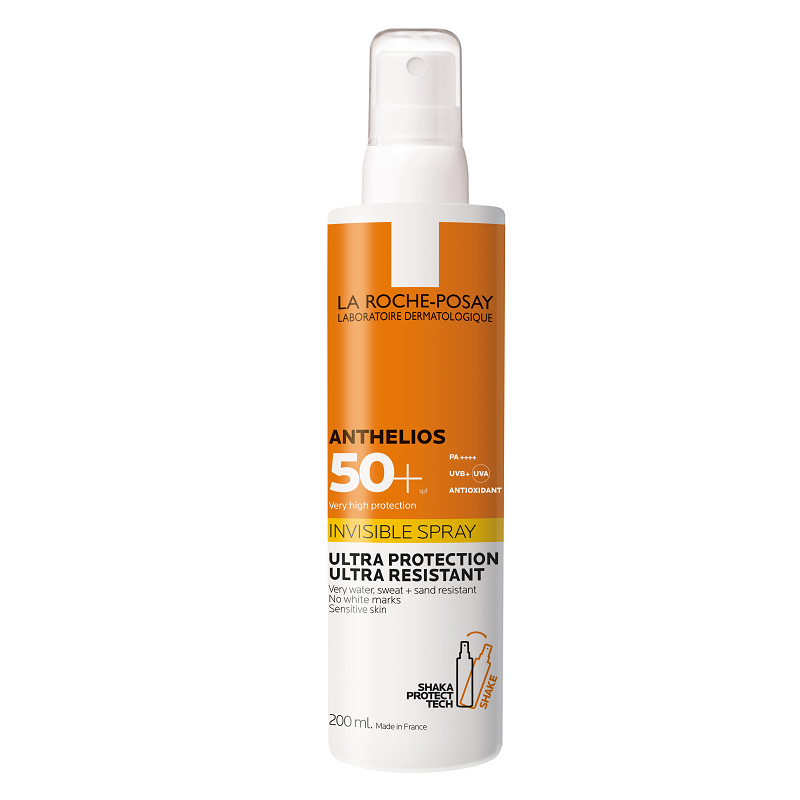 LA ROCHE-POSAY
LABORATOIRE DERMATOLOGIQUE
ANTHELIOS
50+
spf
PA ++++
UVB+ UVA
ANTIOXIDANT
Very high protection
INVISIBLE SPRAY
ULTRA PROTECTION
ULTRA RESISTANT
Very water, sweat + sand resistant
No white marks
Sensitive skin
SHAKA
PROTECT
TECH
SHAKE
200 ml. Made in France